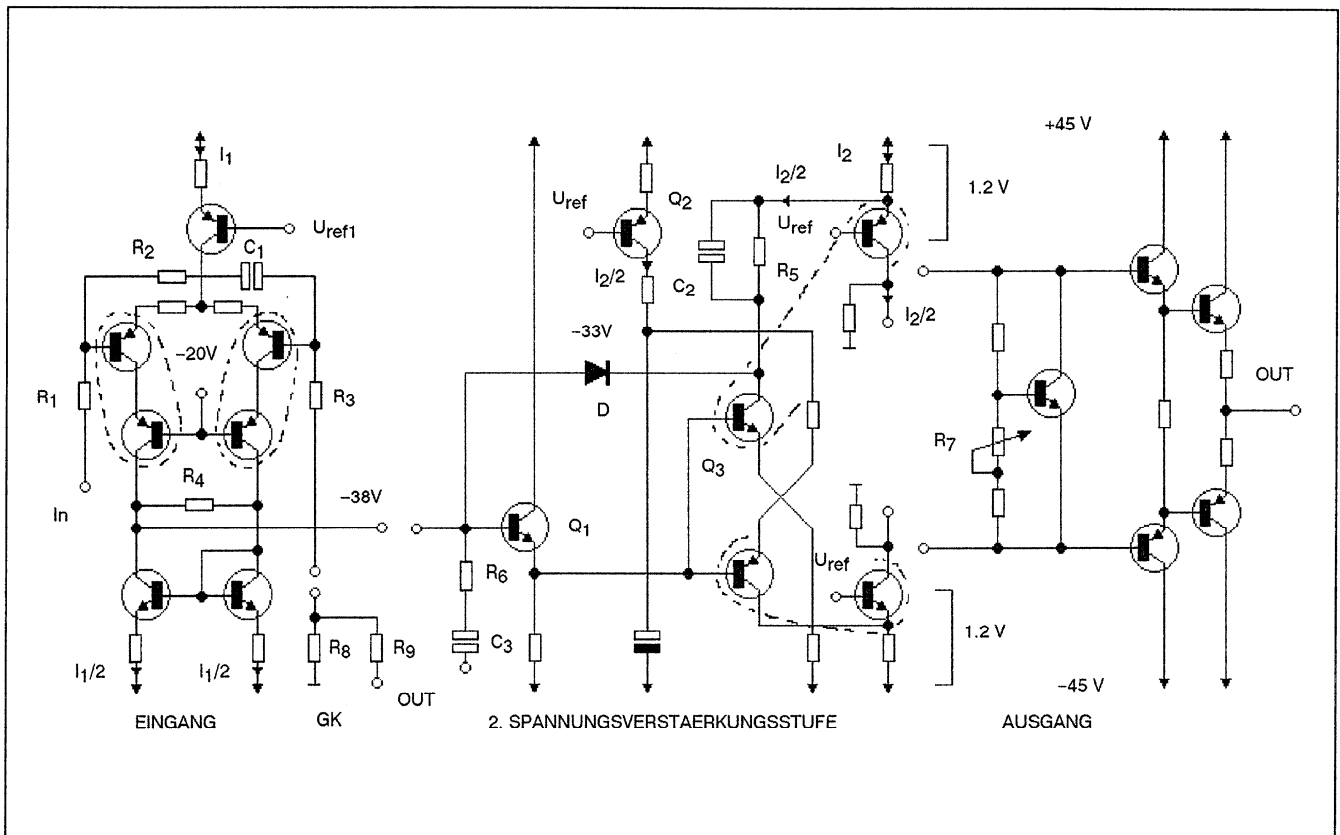 +45 V
I1
I2
1.2 V
I2/2
Uref
Q2
Uref
Uref1
R2
C1
R5
I2/2
C2
I2/2
–33V
–20V
OUT
D
R1
R3
R7
Q3
R4
–38V
In
Q1
Uref
R6
1.2 V
C3
R8
R9
I1/2
I1/2
–45 V
OUT
EINGANG
GK
2. SPANNUNGSVERSTAERKUNGSSTUFE
AUSGANG